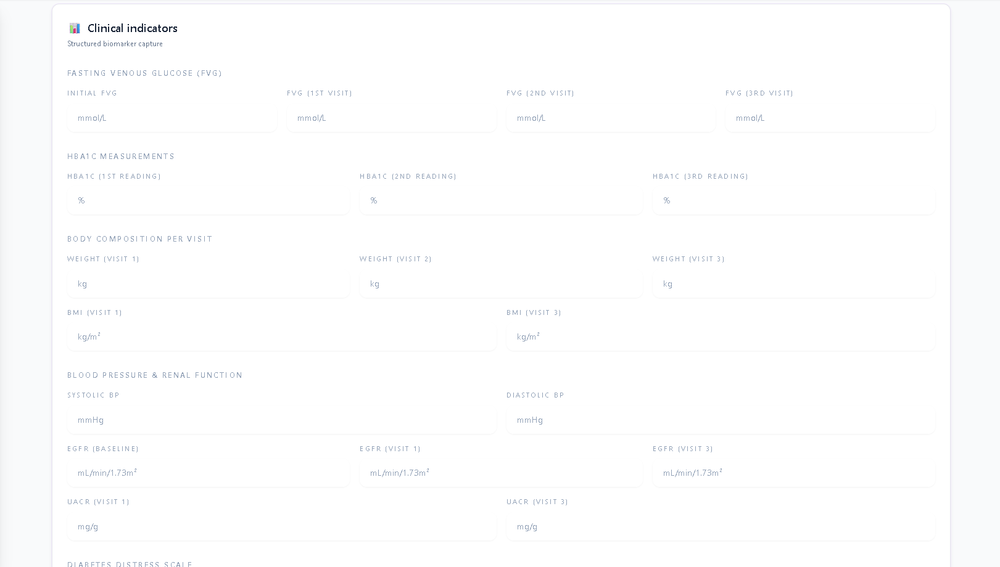 Clinical indicators
Structured biomarker capture
FASTING VENOUS GLUCOSE (FVG)
INITIAL FVG FVG (1ST VISIT) FVG (2ND VISIT) FVG (3RD VISIT)
mmol/L mmol/L mmol/L mmol/L
HBA1C MEASUREMENTS
HBA1C (1ST READING) HBA1C (2ND READING) HBA1C (3RD READING)
% % %
BODY COMPOSITION PER VISIT
WEIGHT (VISIT 1) WEIGHT (VISIT 2) WEIGHT (VISIT 3)
kg kg kg
BMI (VISIT 1) BMI (VISIT 3)
kg/m² kg/m²
BLOOD PRESSURE & RENAL FUNCTION
SYSTOLIC BP DIASTOLIC BP
mmHg mmHg
EGFR (BASELINE) EGFR (VISIT 1) EGFR (VISIT 3)
mL/min/1.73m² mL/min/1.73m² mL/min/1.73m²
UACR (VISIT 1) UACR (VISIT 3)
mg/g mg/g
DIABETES DISTRESS SCALE